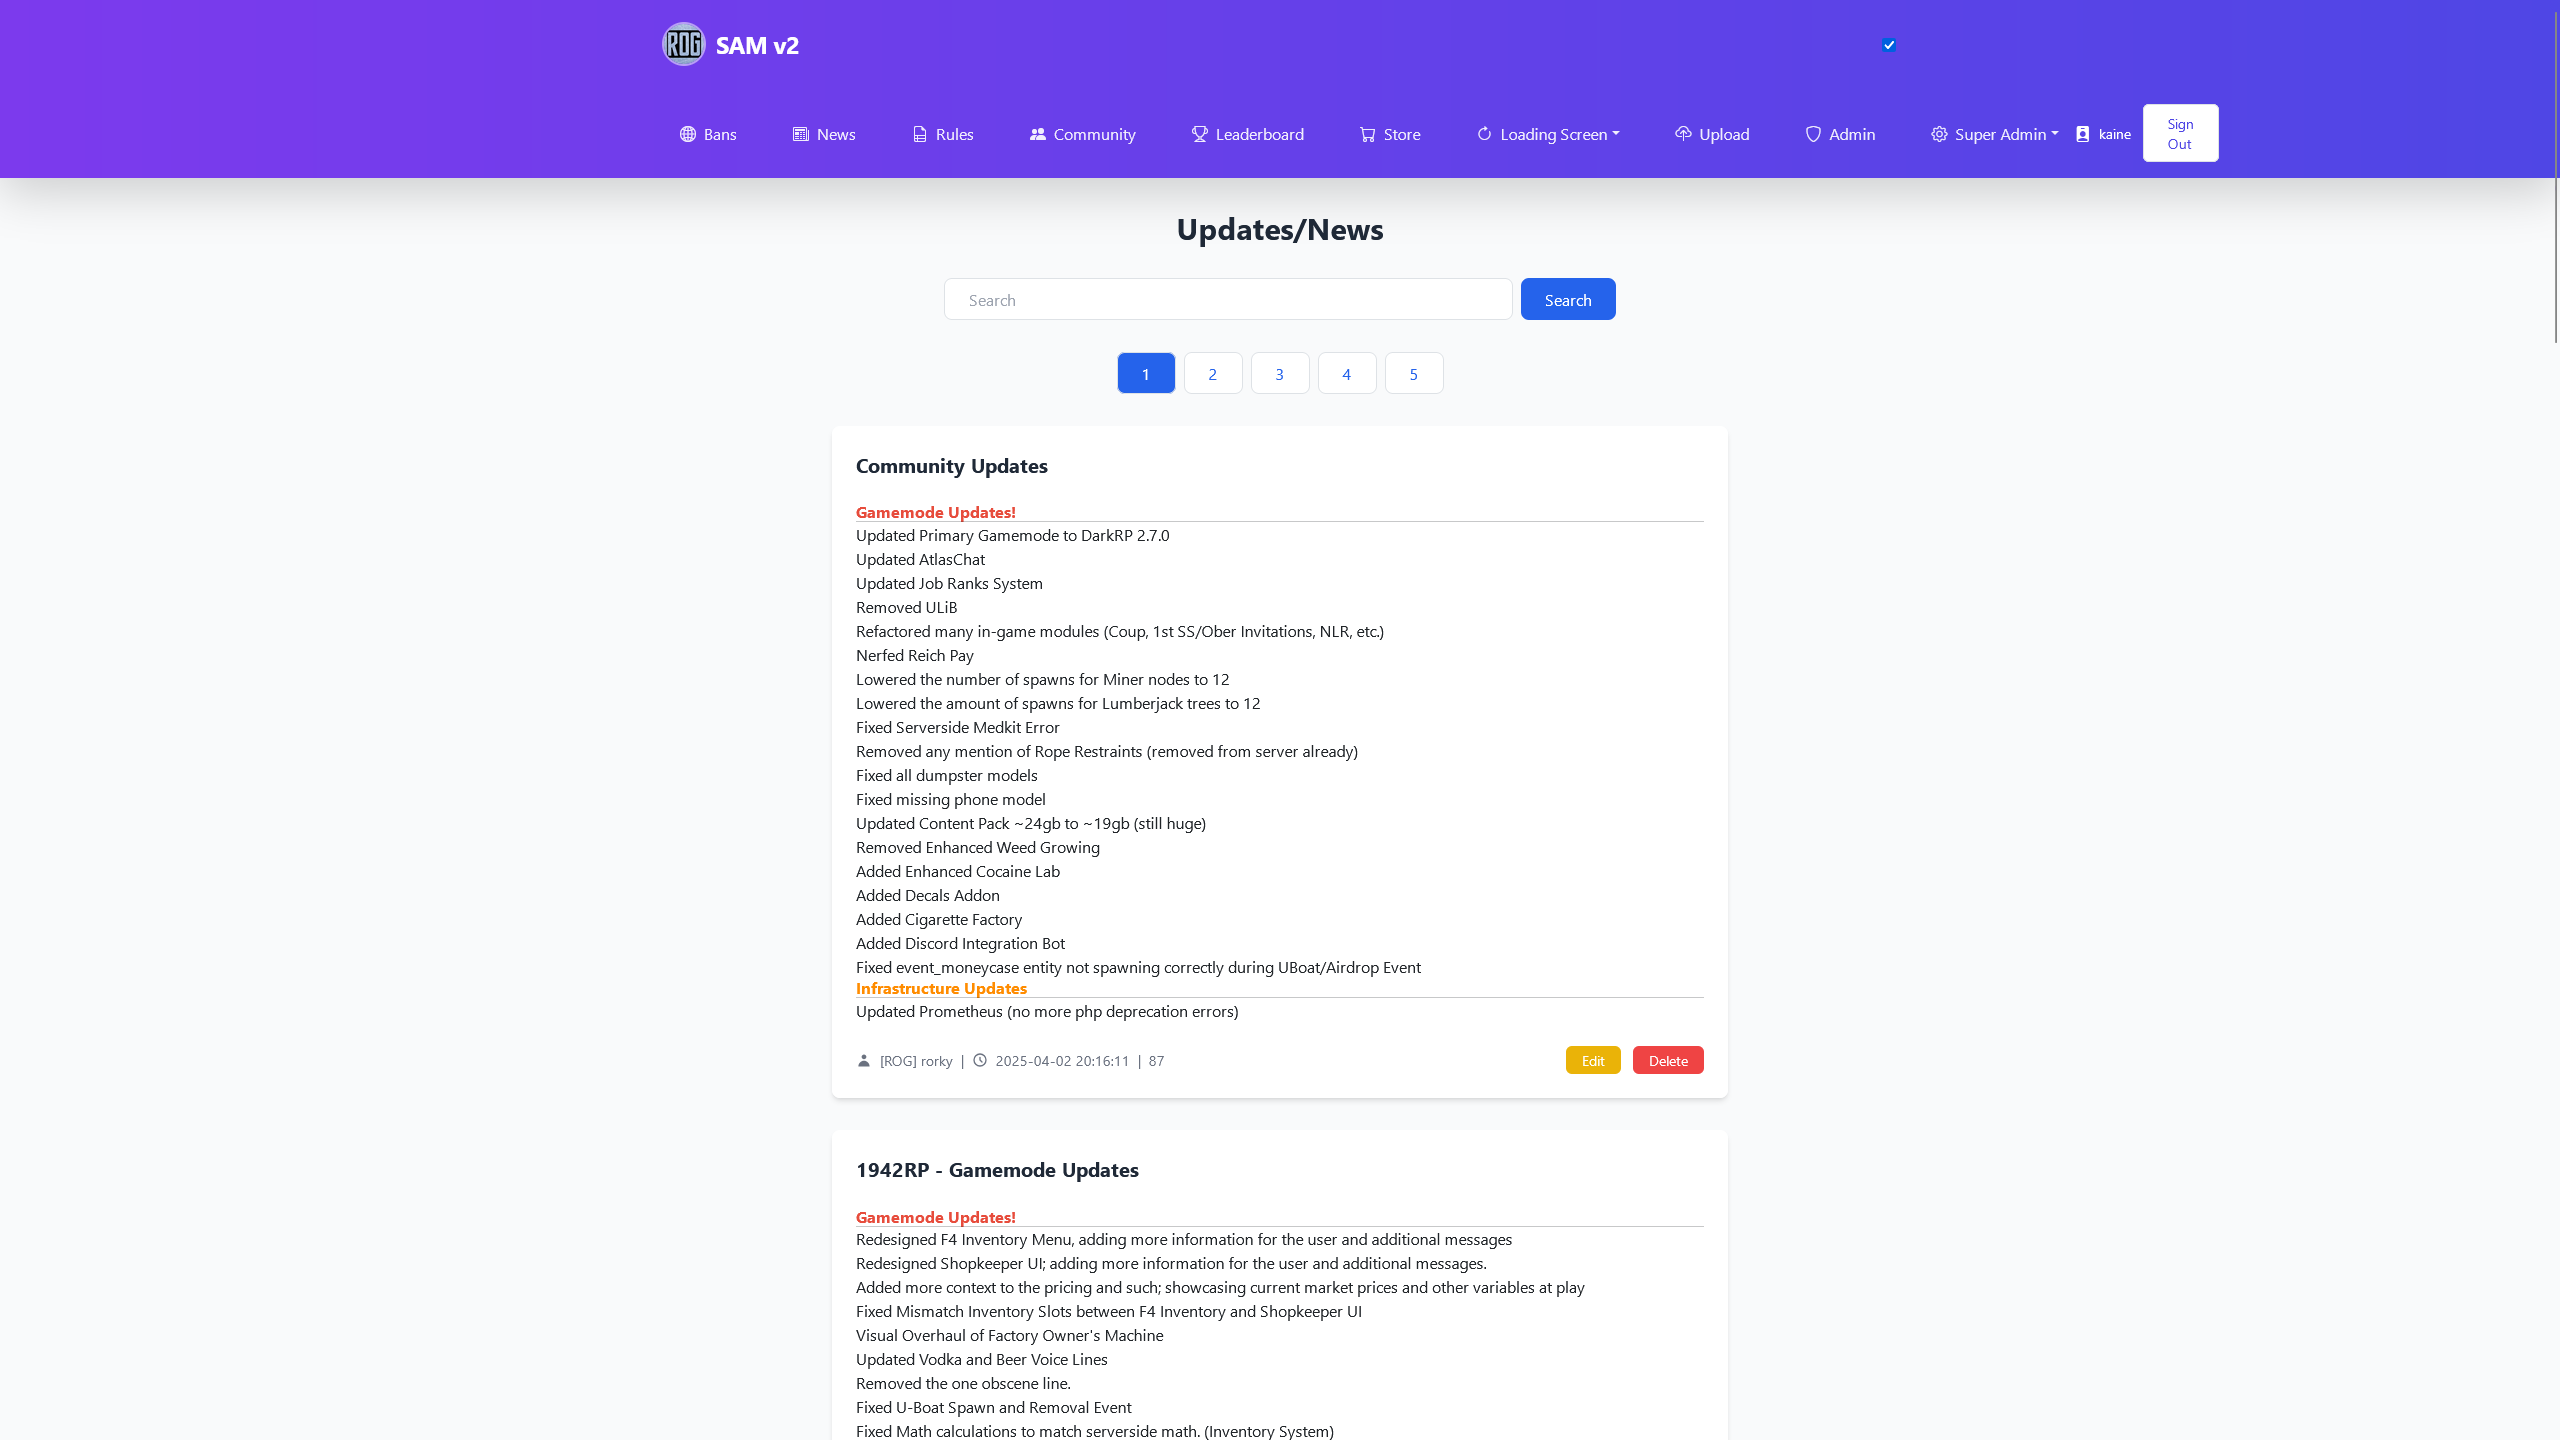 ROG SAM v2
Bans News Rules Community Leaderboard Store Loading Screen Upload Admin Super Admin kaine Sign Out
Updates/News
Search Search
1 2 3 4 5
Community Updates
Gamemode Updates!
Updated Primary Gamemode to DarkRP 2.7.0
Updated AtlasChat
Updated Job Ranks System
Removed ULiB
Refactored many in-game modules (Coup, 1st SS/Ober Invitations, NLR, etc.)
Nerfed Reich Pay
Lowered the number of spawns for Miner nodes to 12
Lowered the amount of spawns for Lumberjack trees to 12
Fixed Serverside Medkit Error
Removed any mention of Rope Restraints (removed from server already)
Fixed all dumpster models
Fixed missing phone model
Updated Content Pack ~24gb to ~19gb (still huge)
Removed Enhanced Weed Growing
Added Enhanced Cocaine Lab
Added Decals Addon
Added Cigarette Factory
Added Discord Integration Bot
Fixed event_moneycase entity not spawning correctly during UBoat/Airdrop Event
Infrastructure Updates
Updated Prometheus (no more php deprecation errors)
[ROG] rorky | 2025-04-02 20:16:11 | 87 Edit Delete
1942RP - Gamemode Updates
Gamemode Updates!
Redesigned F4 Inventory Menu, adding more information for the user and additional messages
Redesigned Shopkeeper UI; adding more information for the user and additional messages.
Added more context to the pricing and such; showcasing current market prices and other variables at play
Fixed Mismatch Inventory Slots between F4 Inventory and Shopkeeper UI
Visual Overhaul of Factory Owner's Machine
Updated Vodka and Beer Voice Lines
Removed the one obscene line.
Fixed U-Boat Spawn and Removal Event
Fixed Math calculations to match serverside math. (Inventory System)